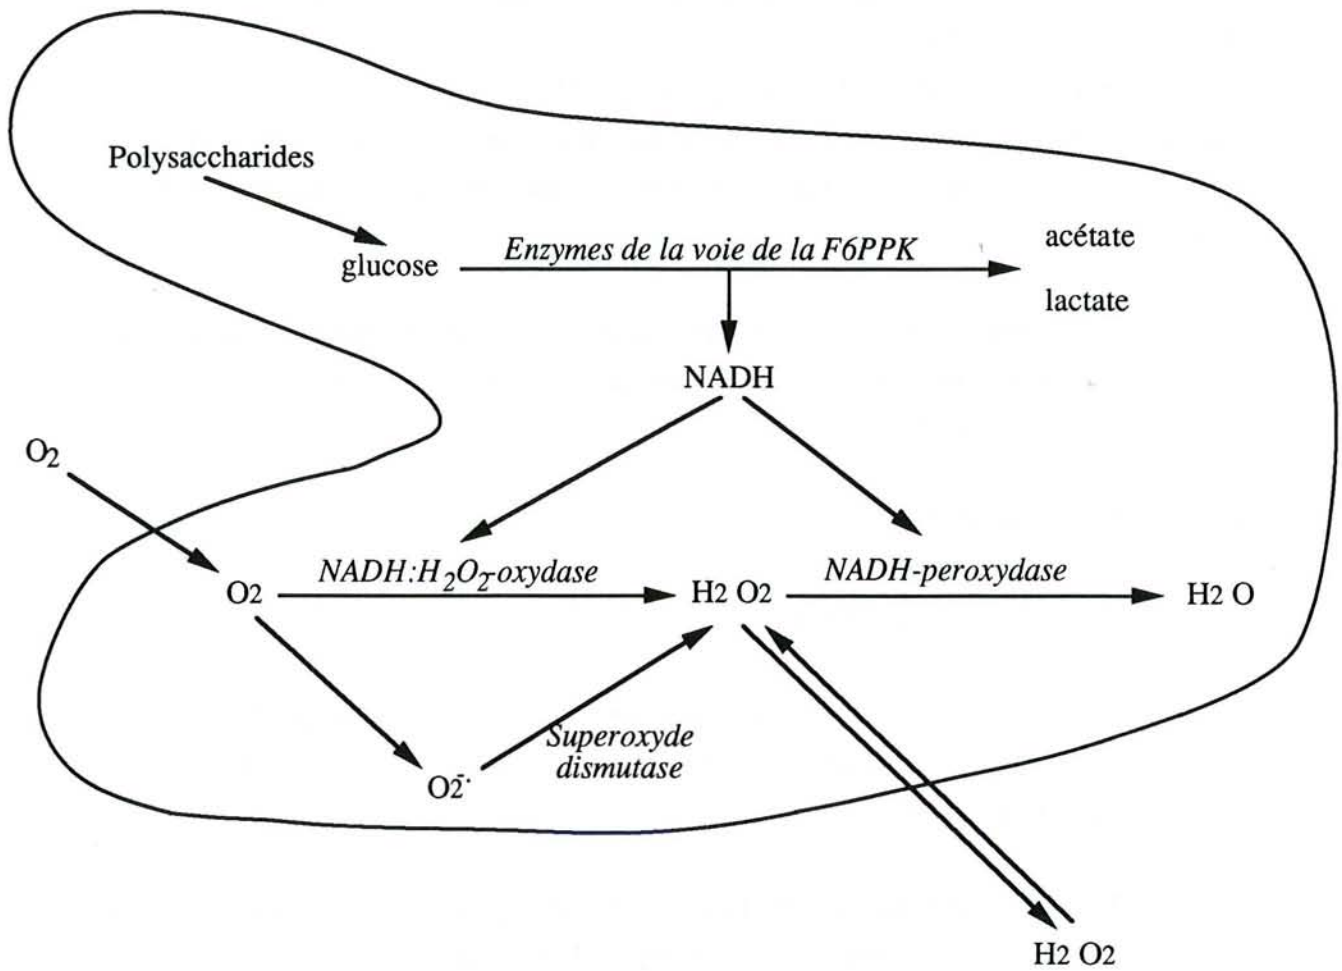 Polysaccharides
glucose
Enzymes de la voie de la F6PPK
acétate
lactate
NADH
O2
O2
NADH:H2O2-oxydase
H2 O2
NADH-peroxydase
H2 O
O2-·
Superoxyde
dismutase
H2 O2